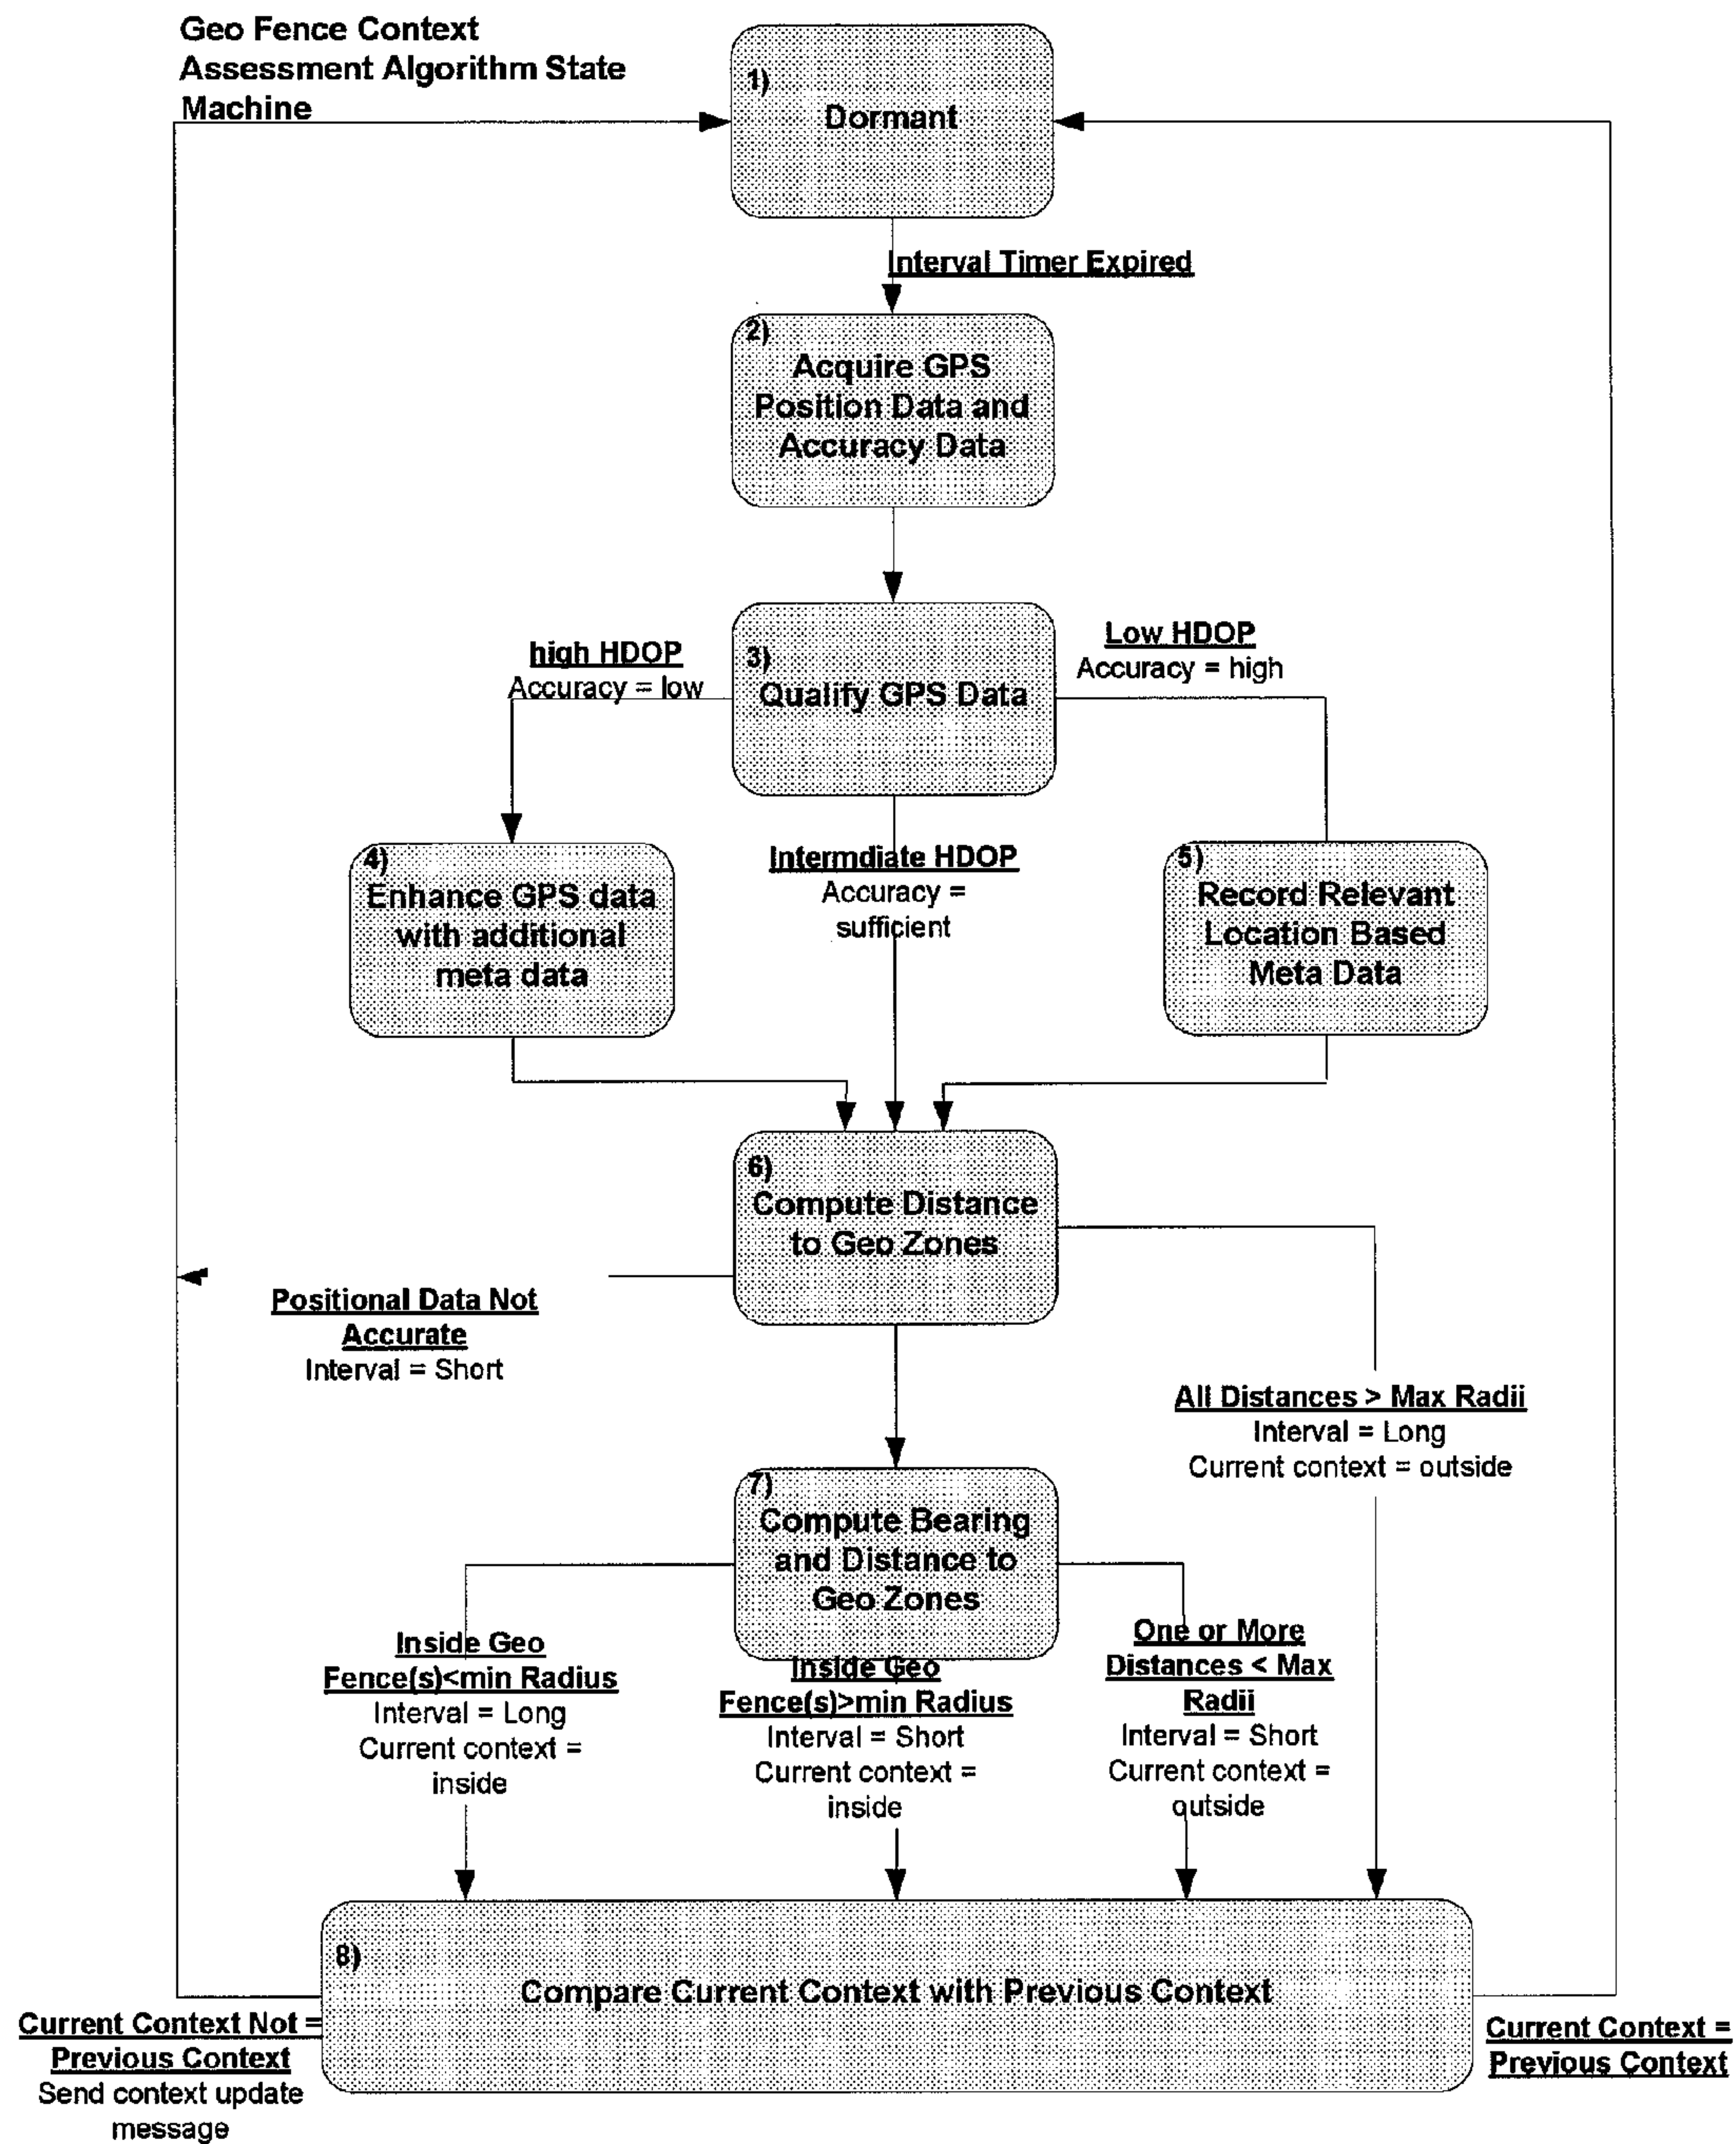 Geo Fence Context
Assessment Algorithm State
Machine
1)
Dormant
Interval Timer Expired
2)
Acquire GPS
Position Data and
Accuracy Data
high HDOP
Accuracy = low
3)
Qualify GPS Data
Low HDOP
Accuracy = high
4)
Enhance GPS data
with additional
meta data
Intermdiate HDOP
Accuracy =
sufficient
5)
Record Relevant
Location Based
Meta Data
6)
Compute Distance
to Geo Zones
Positional Data Not
Accurate
Interval = Short
All Distances > Max Radii
Interval = Long
Current context = outside
7)
Compute Bearing
and Distance to
Geo Zones
Inside Geo
Fence(s)<min Radius
Interval = Long
Current context =
inside
Inside Geo
Fence(s)>min Radius
Interval = Short
Current context =
inside
One or More
Distances < Max
Radii
Interval = Short
Current context =
outside
8)
Compare Current Context with Previous Context
Current Context Not =
Previous Context
Send context update
message
Current Context =
Previous Context